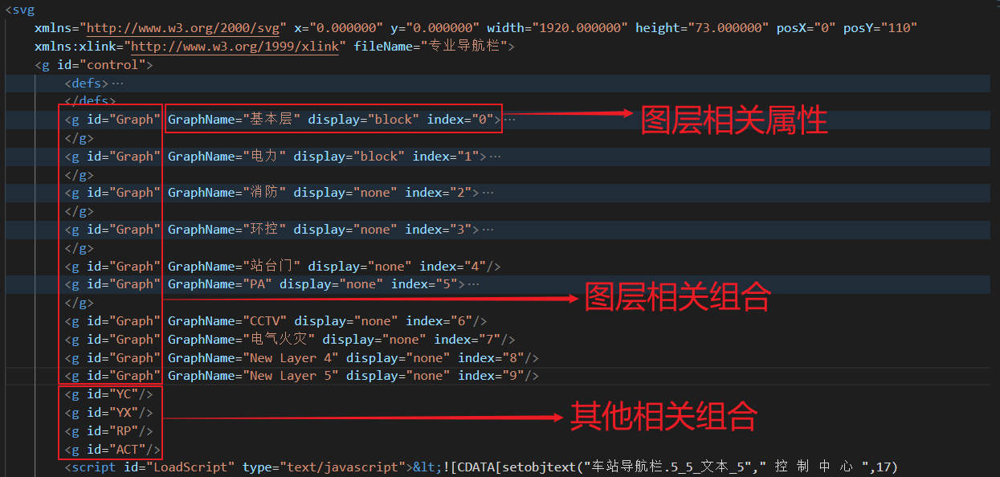 <svg
xmlns="http://www.w3.org/2000/svg" x="0.000000" y="0.000000" width="1920.000000" height="73.000000" posX="0" posY="110"
xmlns:xlink="http://www.w3.org/1999/xlink" fileName="专业导航栏">
<g id="control">
<defs>…
</defs>
<g id="Graph" GraphName="基本层" display="block" index="0">…
图层相关属性
</g>
<g id="Graph" GraphName="电力" display="block" index="1">…
</g>
<g id="Graph" GraphName="消防" display="none" index="2">…
</g>
<g id="Graph" GraphName="环控" display="none" index="3">…
</g>
<g id="Graph" GraphName="站台门" display="none" index="4"/>
<g id="Graph" GraphName="PA" display="none" index="5">…
</g>
图层相关组合
<g id="Graph" GraphName="CCTV" display="none" index="6"/>
<g id="Graph" GraphName="电气火灾" display="none" index="7"/>
<g id="Graph" GraphName="New Layer 4" display="none" index="8"/>
<g id="Graph" GraphName="New Layer 5" display="none" index="9"/>
<g id="YC"/>
<g id="YX"/>
其他相关组合
<g id="RP"/>
<g id="ACT"/>
<script id="LoadScript" type="text/javascript">&lt;![CDATA[setobjtext("车站导航栏.5_5_文本_5"," 控 制 中 心 ",17)